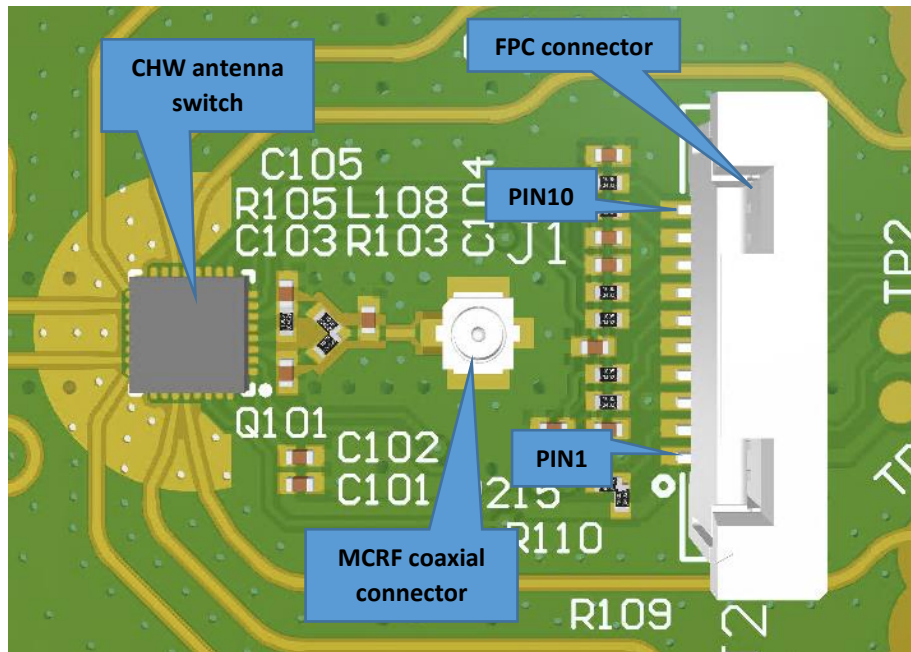 CHW antenna
switch
FPC connector
C105
R105 L108
C103 R103
C104
J1
PIN10
TP2
Q101
C102
C101
PIN1
215
R110
MCRF coaxial
connector
R109